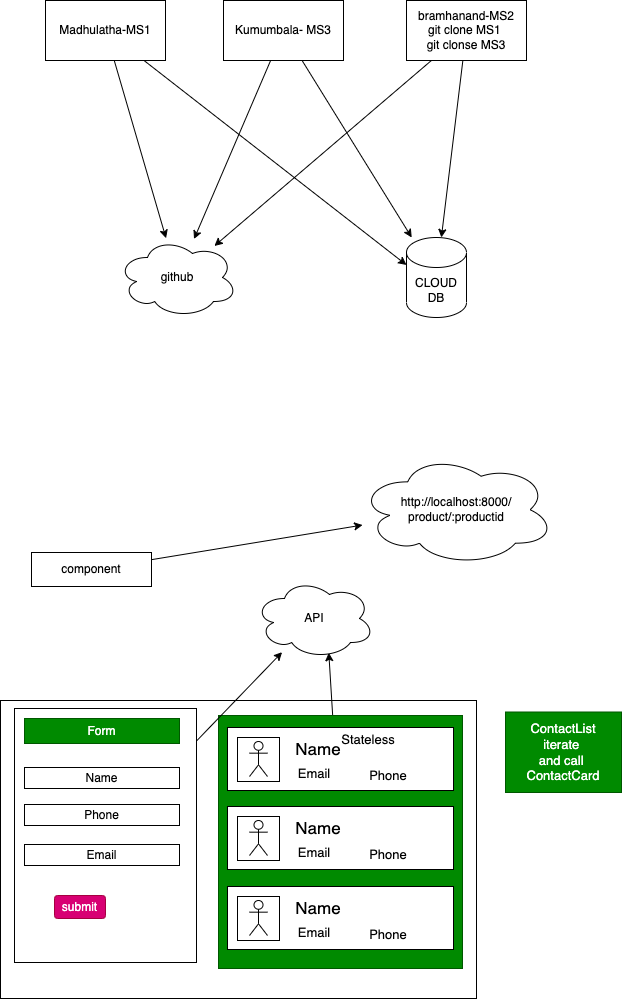 Madhulatha-MS1
Kumumbala- MS3
bramhanand-MS2
git clone MS1
git clonse MS3
github
CLOUD
DB
http://localhost:8000/
product/:productid
component
API
Form
Name
Phone
Email
submit
Stateless
Name
Email
Phone
Name
Email
Phone
Name
Email
Phone
ContactList
iterate
and call
ContactCard